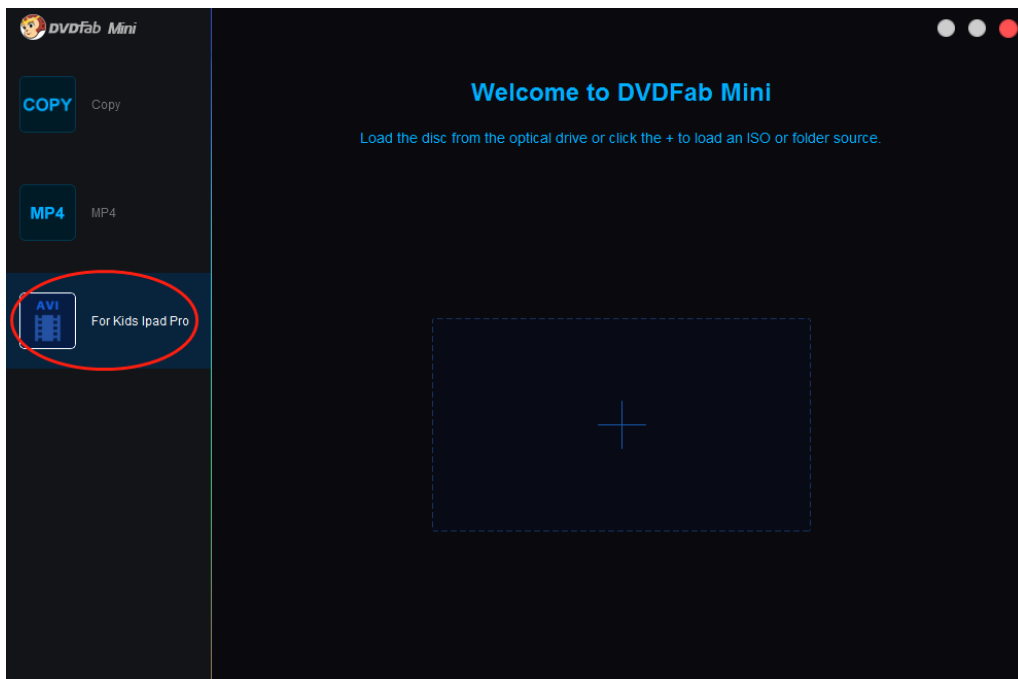 DVDFab Mini
COPY Copy
MP4 MP4
AVI
For Kids Ipad Pro
Welcome to DVDFab Mini
Load the disc from the optical drive or click the + to load an ISO or folder source.